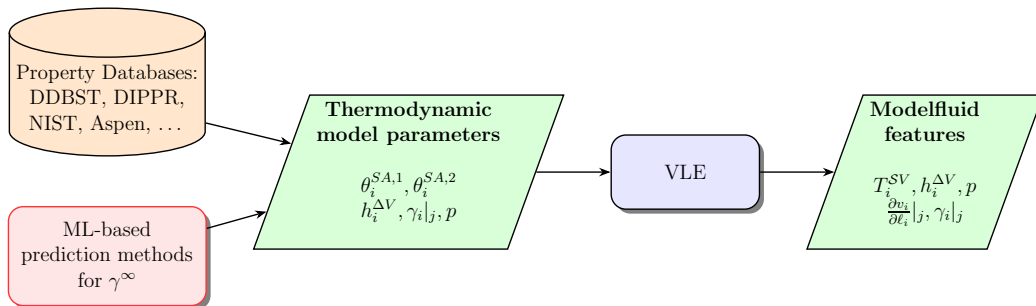 Property Databases:
DDBST, DIPPR,
NIST, Aspen, …
ML-based
prediction methods
for γ^∞
Thermodynamic
model parameters
θ_i^{SA,1}, θ_i^{SA,2}
h_i^{ΔV}, γ_i|_j, p
VLE
Modelfluid
features
T_i^{SV}, h_i^{ΔV}, p
∂v_i/∂ℓ_i|_j, γ_i|_j